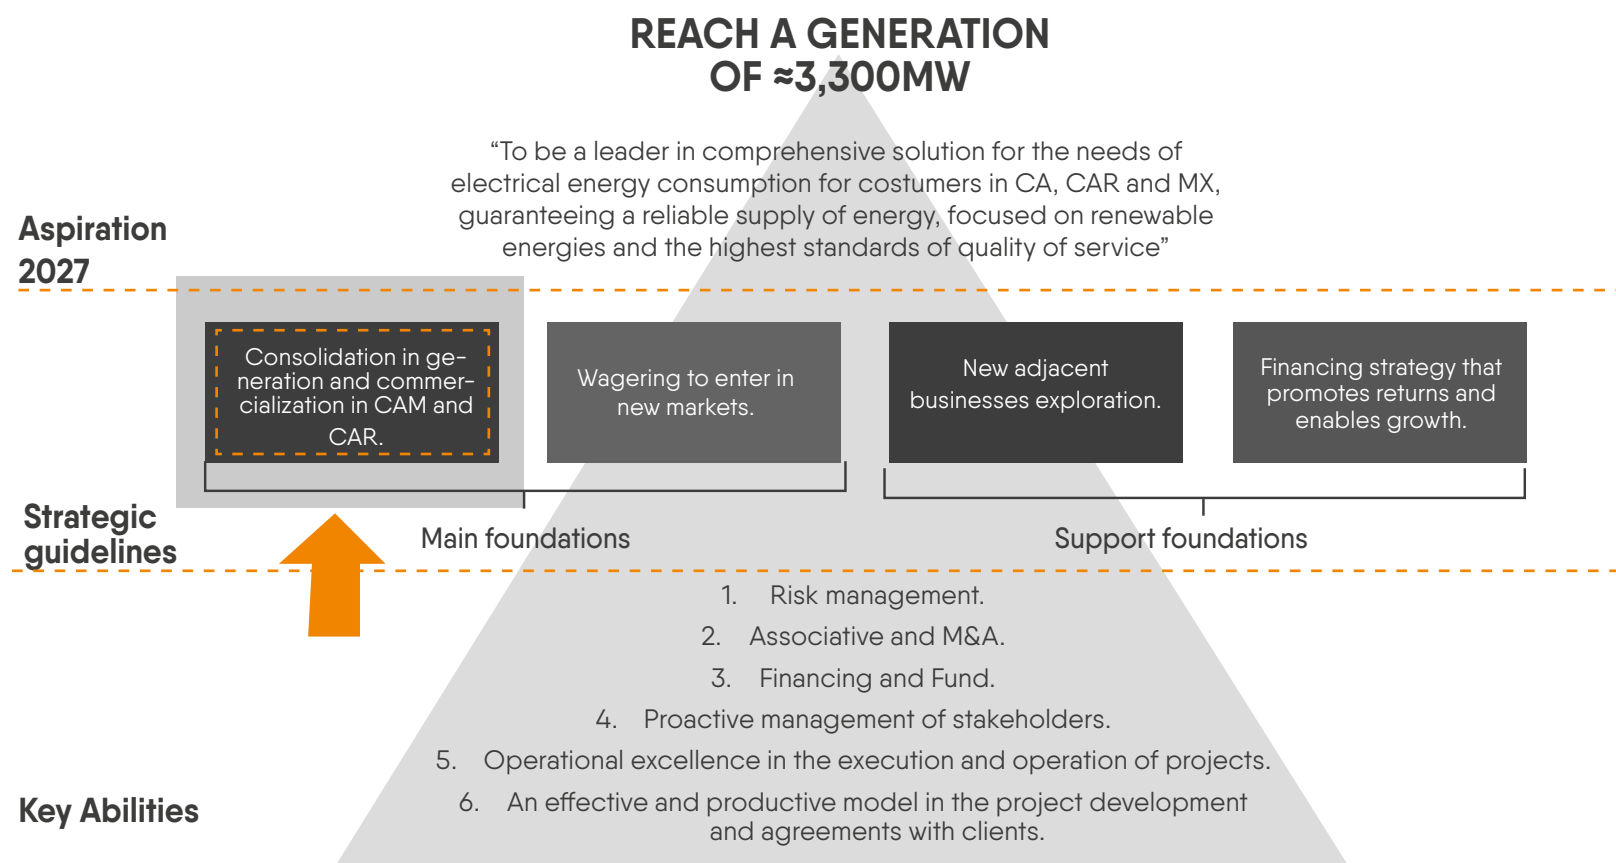 REACH A GENERATION
OF ≈3,300MW
“To be a leader in comprehensive solution for the needs of
electrical energy consumption for costumers in CA, CAR and MX,
guaranteeing a reliable supply of energy, focused on renewable
energies and the highest standards of quality of service”
Aspiration
2027
Consolidation in ge-
neration and commer-
cialization in CAM and
CAR.
Wagering to enter in
new markets.
New adjacent
businesses exploration.
Financing strategy that
promotes returns and
enables growth.
Strategic
guidelines
Main foundations
Support foundations
1. Risk management.
2. Associative and M&A.
3. Financing and Fund.
4. Proactive management of stakeholders.
5. Operational excellence in the execution and operation of projects.
6. An effective and productive model in the project development
and agreements with clients.
Key Abilities